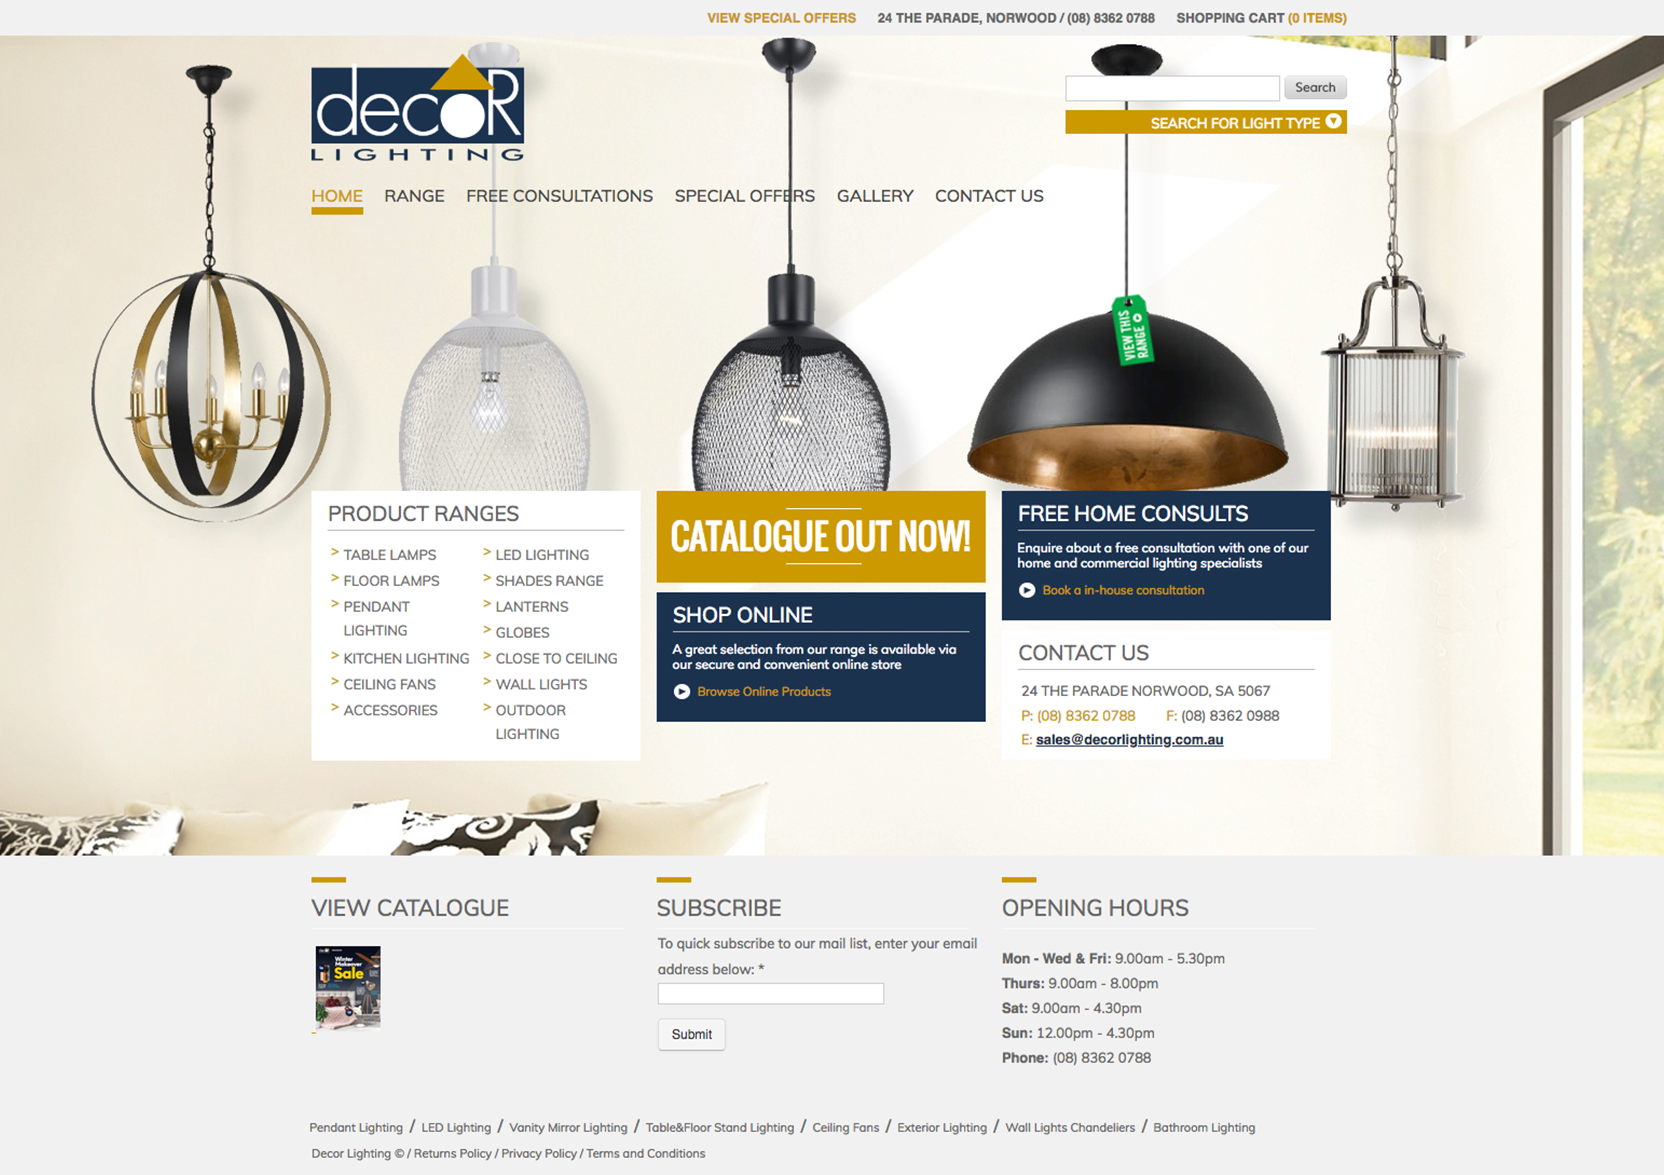 VIEW SPECIAL OFFERS 24 THE PARADE, NORWOOD / (08) 8362 0788 SHOPPING CART (0 ITEMS)
decoR
LIGHTING
Search
SEARCH FOR LIGHT TYPE
HOME RANGE FREE CONSULTATIONS SPECIAL OFFERS GALLERY CONTACT US
VIEW THIS
RANGE
PRODUCT RANGES
> TABLE LAMPS
> FLOOR LAMPS
> PENDANT
LIGHTING
> KITCHEN LIGHTING
> CEILING FANS
> ACCESSORIES
> LED LIGHTING
> SHADES RANGE
> LANTERNS
> GLOBES
> CLOSE TO CEILING
> WALL LIGHTS
> OUTDOOR
LIGHTING
CATALOGUE OUT NOW!
SHOP ONLINE
A great selection from our range is available via
our secure and convenient online store
Browse Online Products
FREE HOME CONSULTS
Enquire about a free consultation with one of our
home and commercial lighting specialists
Book a in-house consultation
CONTACT US
24 THE PARADE NORWOOD, SA 5067
P: (08) 8362 0788 F: (08) 8362 0988
E: sales@decorlighting.com.au
VIEW CATALOGUE
Winter
Makeover
Sale
SUBSCRIBE
To quick subscribe to our mail list, enter your email
address below: *
Submit
OPENING HOURS
Mon - Wed & Fri: 9.00am - 5.30pm
Thurs: 9.00am - 8.00pm
Sat: 9.00am - 4.30pm
Sun: 12.00pm - 4.30pm
Phone: (08) 8362 0788
Pendant Lighting / LED Lighting / Vanity Mirror Lighting / Table&Floor Stand Lighting / Ceiling Fans / Exterior Lighting / Wall Lights Chandeliers / Bathroom Lighting
Decor Lighting © / Returns Policy / Privacy Policy / Terms and Conditions